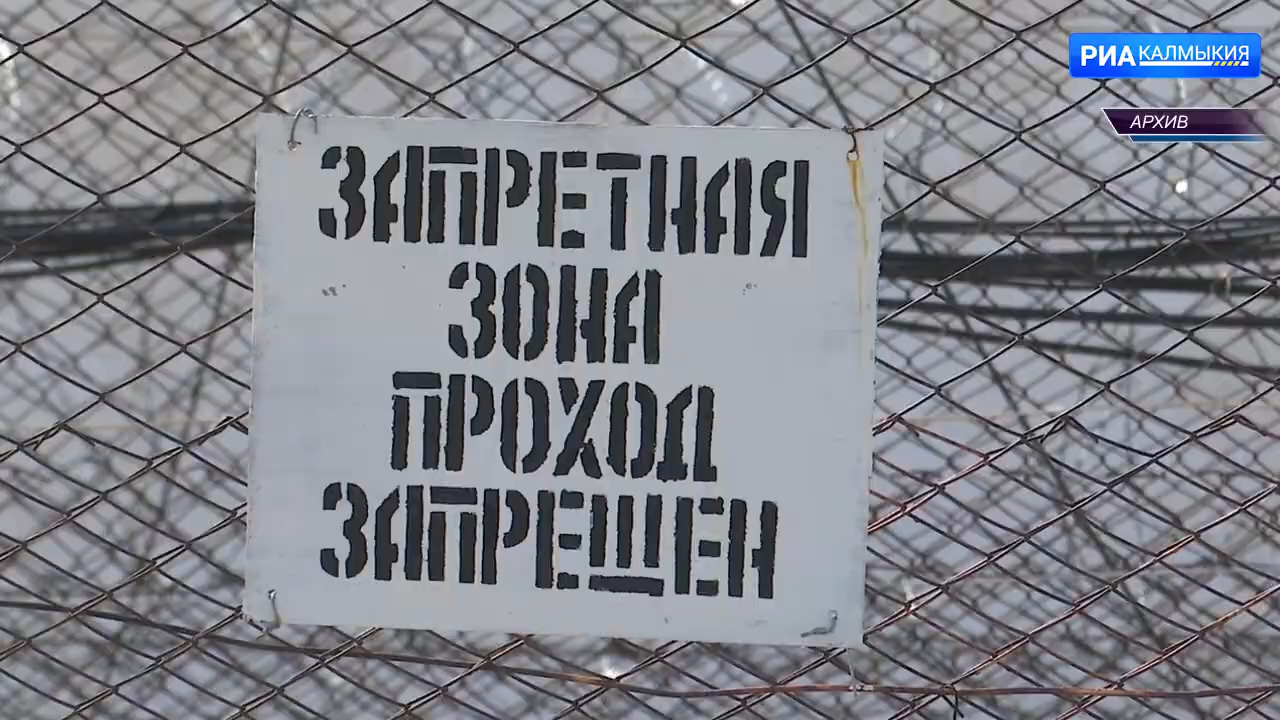 РИА КАЛМЫКИЯ
АРХИВ
ЗАПРЕТНАЯ
ЗОНА
ПРОХОД
ЗАПРЕЩЕН